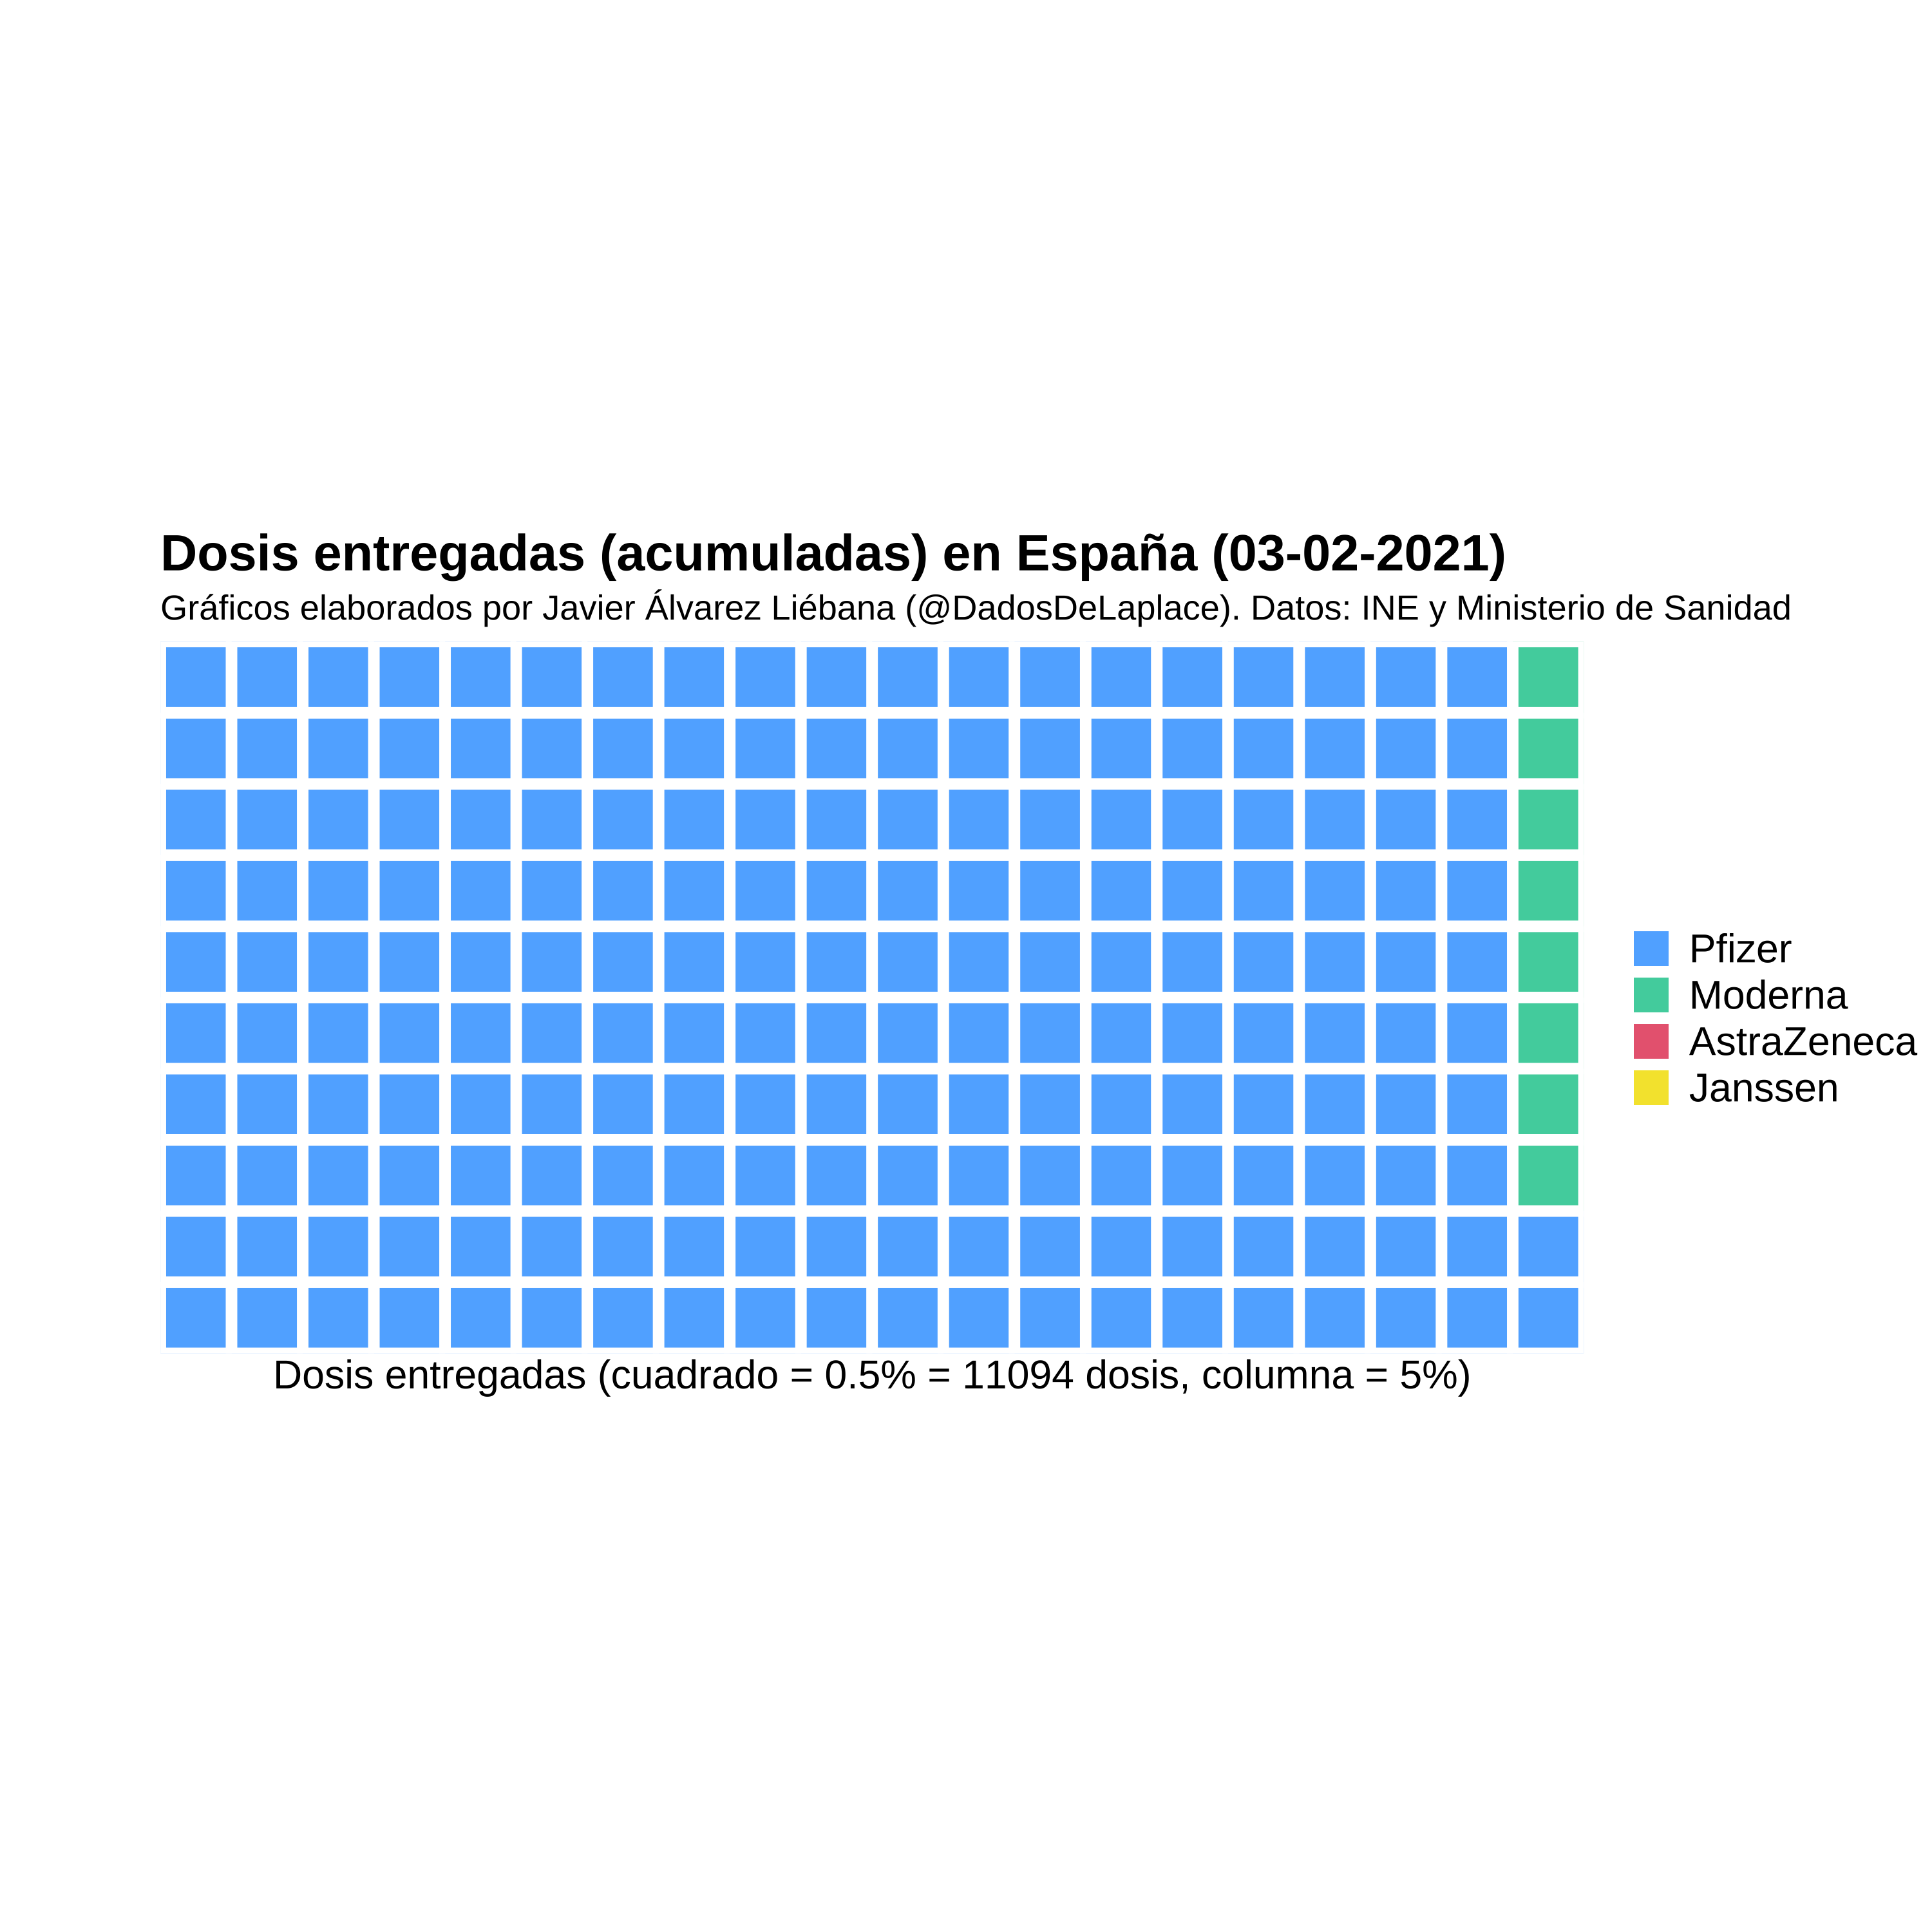 Dosis entregadas (acumuladas) en España (03-02-2021)
Gráficos elaborados por Javier Álvarez Liébana (@DadosDeLaplace). Datos: INE y Ministerio de Sanidad
Pfizer
Moderna
AstraZeneca
Janssen
Dosis entregadas (cuadrado = 0.5% = 11094 dosis, columna = 5%)